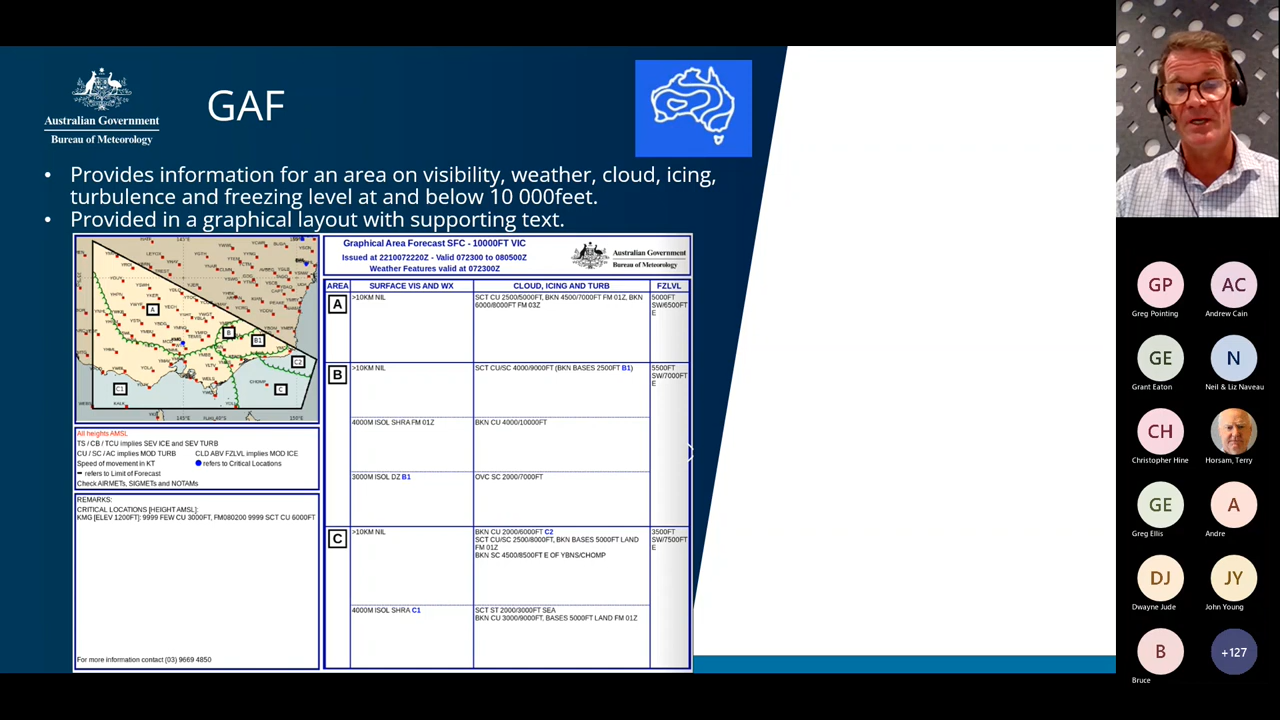 Australian Government
Bureau of Meteorology
GAF
• Provides information for an area on visibility, weather, cloud, icing,
turbulence and freezing level at and below 10 000feet.
• Provided in a graphical layout with supporting text.
A
B
B1
C2
C1
C
All heights AMSL
TS / CB / TCU implies SEV ICE and SEV TURB
CU / SC / AC implies MOD TURB CLD ABV FZLVL implies MOD ICE
Speed of movement in KT refers to Critical Locations
refers to Limit of Forecast
Check AIRMETs, SIGMETs and NOTAMs
REMARKS:
CRITICAL LOCATIONS [HEIGHT AMSL]:
KMG [ELEV 1200FT]: 9999 FEW CU 3000FT, FM080200 9999 SCT CU 6000FT
For more information contact (03) 9669 4850
Graphical Area Forecast SFC - 10000FT VIC
Issued at 2210072220Z - Valid 072300 to 080500Z
Weather Features valid at 072300Z
Australian Government
Bureau of Meteorology
AREA SURFACE VIS AND WX CLOUD, ICING AND TURB FZLVL
A >10KM NIL SCT CU 2500/5000FT, BKN 4500/7000FT FM 01Z, BKN 5000FT
6000/8000FT FM 03Z SW/6500FT
E
B >10KM NIL SCT CU/SC 4000/9000FT (BKN BASES 2500FT B1) 5500FT
SW/7000FT
E
4000M ISOL SHRA FM 01Z BKN CU 4000/10000FT
3000M ISOL DZ B1 OVC SC 2000/7000FT
C >10KM NIL BKN CU 2000/6000FT C2 3500FT
SCT CU/SC 2500/8000FT, BKN BASES 5000FT LAND SW/7500FT
FM 01Z E
BKN SC 4500/8500FT E OF YBNS/CHOMP
4000M ISOL SHRA C1 SCT ST 2000/3000FT SEA
BKN CU 3000/9000FT, BASES 5000FT LAND FM 01Z
GP
Greg Pointing
AC
Andrew Cain
GE
Grant Eaton
N
Neil & Liz Naveau
CH
Christopher Hine
Horsam, Terry
GE
Greg Ellis
A
Andre
DJ
Dwayne Jude
JY
John Young
B
Bruce
+127